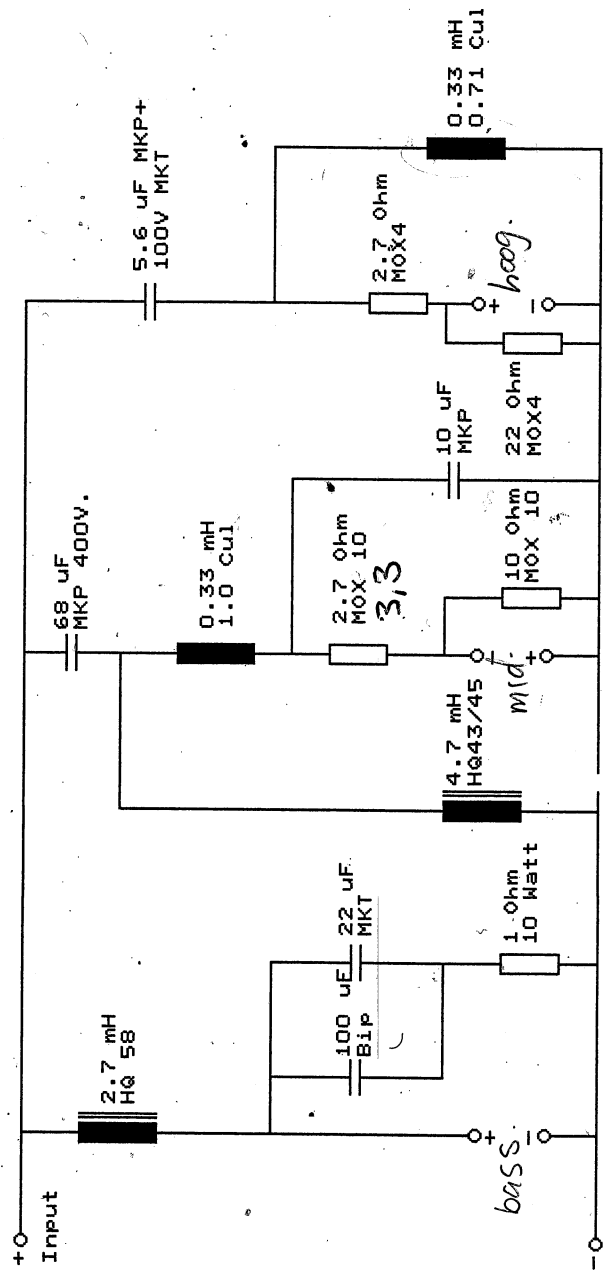 +
Input
2.7 mH
HQ 58
100 uF
Bip
22 uF
MKT
1 Ohm
10 Watt
+
-
bass.
4.7 mH
HQ43/45
68 uF
MKP 400V.
0.33 mH
1.0 Cul
2.7 Ohm
MOX 10
3,3
10 uF
MKP
10 Ohm
MOX 10
-
+
mid.
5.6 uF MKP+
100V MKT
2.7 Ohm
MOX4
22 Ohm
MOX4
+
-
hoog.
0.33 mH
0.71 Cul
-